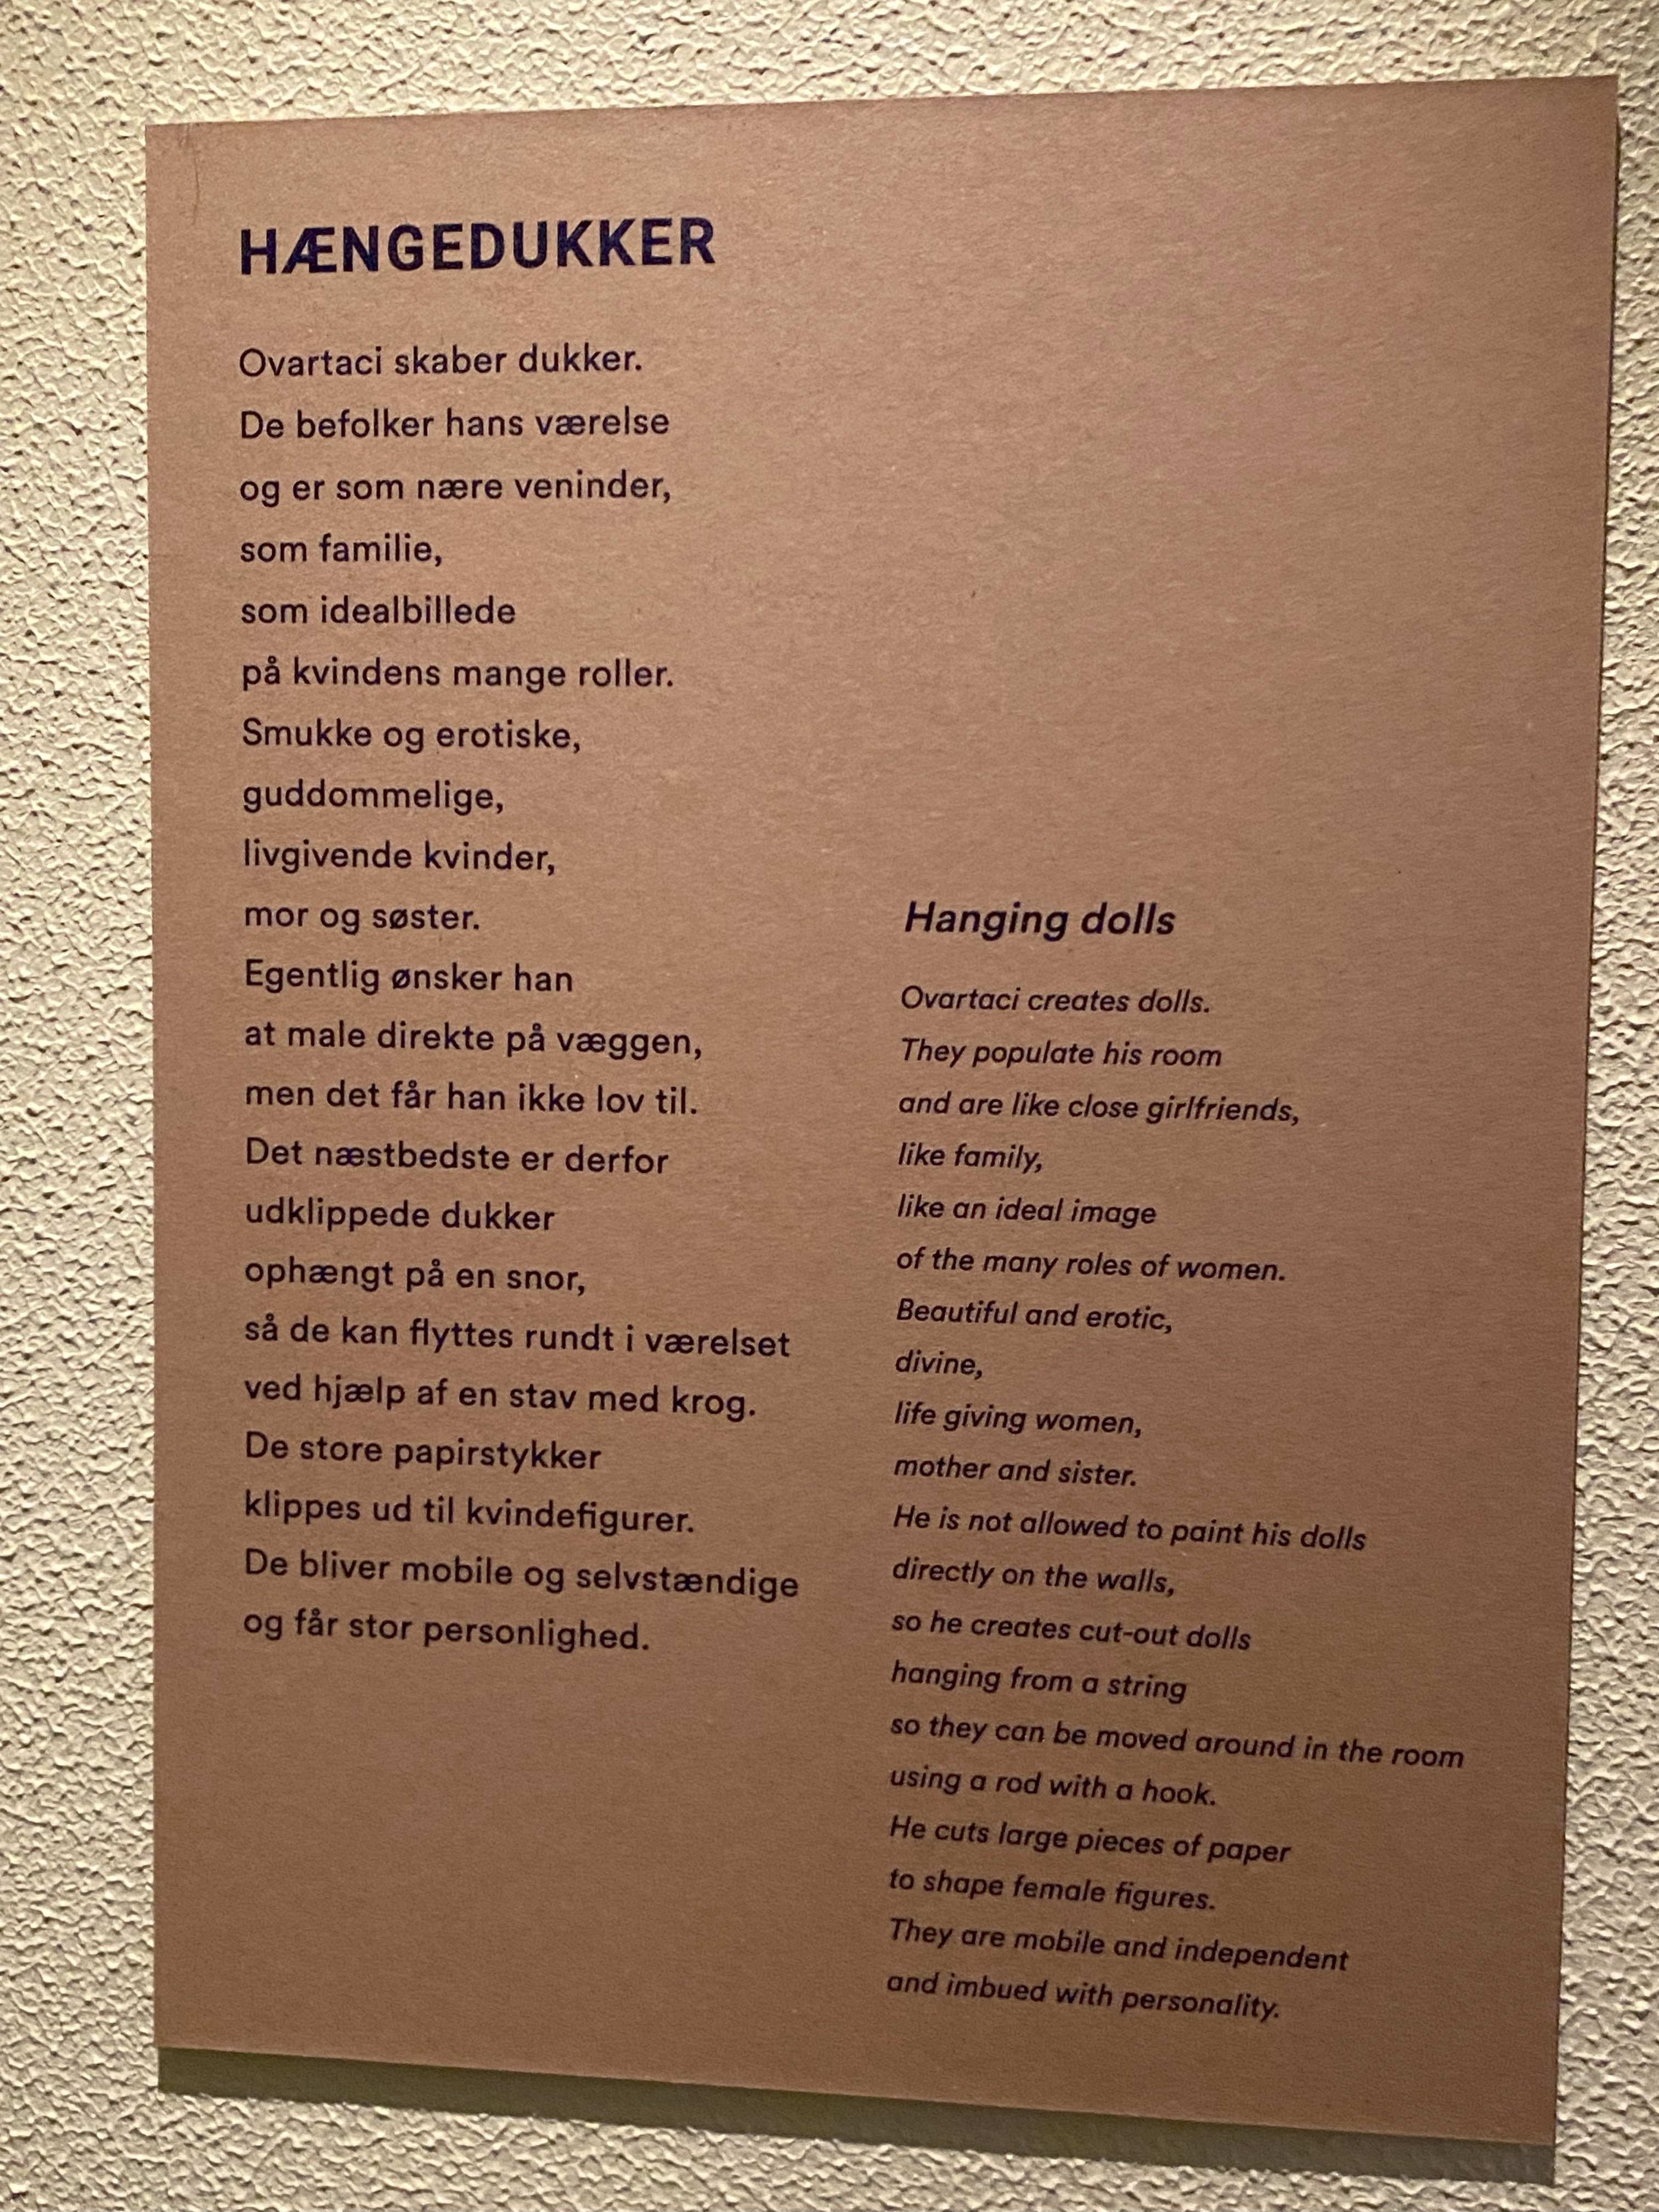 HÆNGEDUKKER
Ovartaci skaber dukker.
De befolker hans værelse
og er som nære veninder,
som familie,
som idealbillede
på kvindens mange roller.
Smukke og erotiske,
guddommelige,
livgivende kvinder,
mor og søster.
Egentlig ønsker han
at male direkte på væggen,
men det får han ikke lov til.
Det næstbedste er derfor
udklippede dukker
ophængt på en snor,
så de kan flyttes rundt i værelset
ved hjælp af en stav med krog.
De store papirstykker
klippes ud til kvindefigurer.
De bliver mobile og selvstændige
og får stor personlighed.
Hanging dolls
Ovartaci creates dolls.
They populate his room
and are like close girlfriends,
like family,
like an ideal image
of the many roles of women.
Beautiful and erotic,
divine,
life giving women,
mother and sister.
He is not allowed to paint his dolls
directly on the walls,
so he creates cut-out dolls
hanging from a string
so they can be moved around in the room
using a rod with a hook.
He cuts large pieces of paper
to shape female figures.
They are mobile and independent
and imbued with personality.